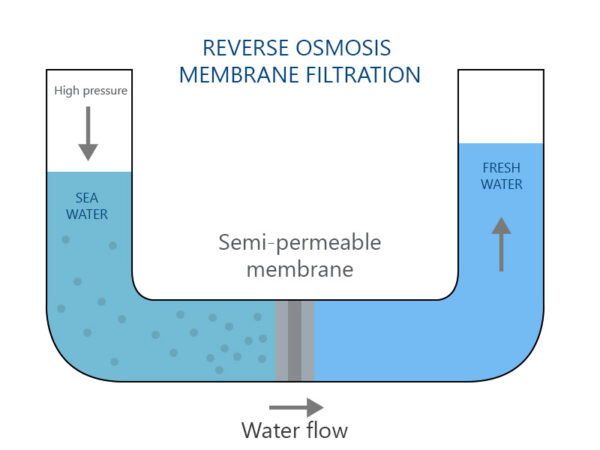 REVERSE OSMOSIS
MEMBRANE FILTRATION
High pressure
SEA
WATER
FRESH
WATER
Semi-permeable
membrane
Water flow